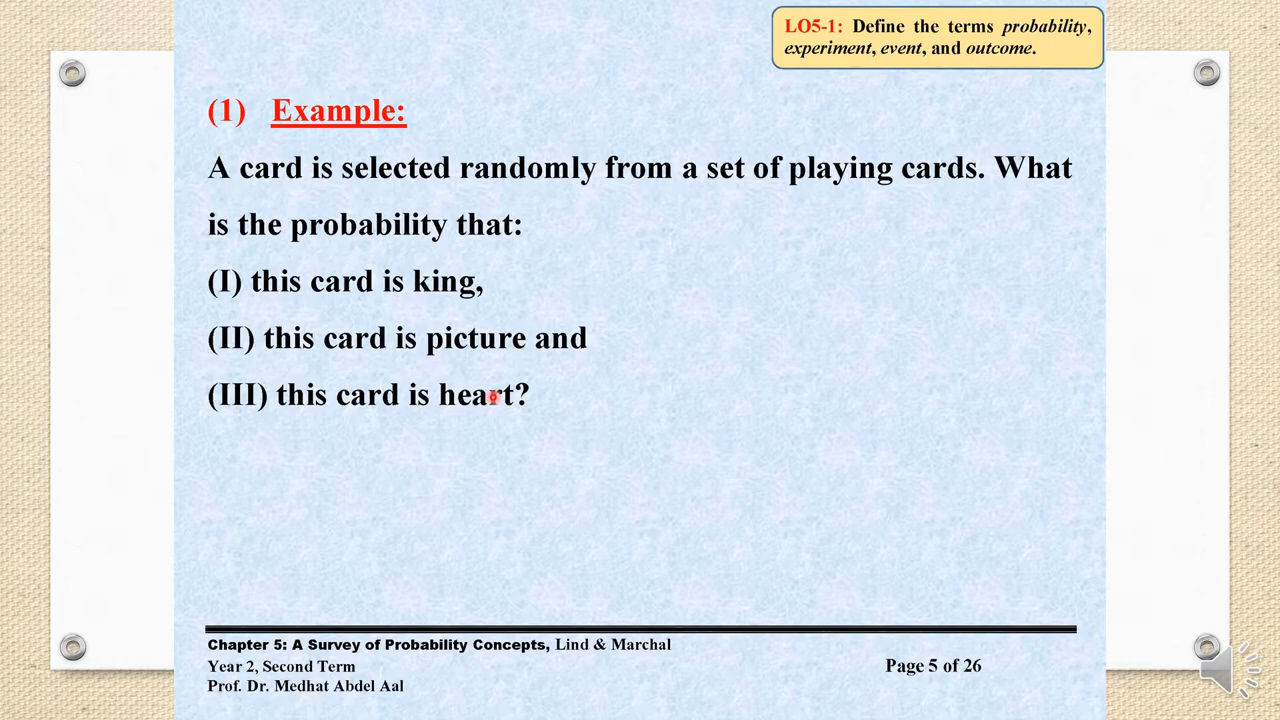 LO5-1: Define the terms probability,
experiment, event, and outcome.
(1) Example:
A card is selected randomly from a set of playing cards. What
is the probability that:
(I) this card is king,
(II) this card is picture and
(III) this card is heart?
Chapter 5: A Survey of Probability Concepts, Lind & Marchal
Year 2, Second Term
Page 5 of 26
Prof. Dr. Medhat Abdel Aal